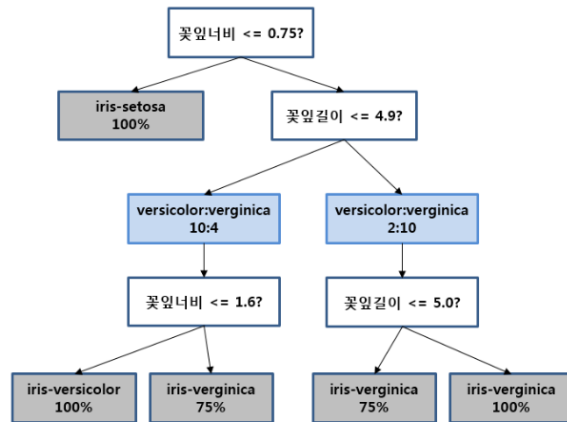 꽃잎너비 <= 0.75?
iris-setosa
100%
꽃잎길이 <= 4.9?
versicolor:verginica
10:4
versicolor:verginica
2:10
꽃잎너비 <= 1.6?
꽃잎길이 <= 5.0?
iris-versicolor
100%
iris-verginica
75%
iris-verginica
75%
iris-verginica
100%